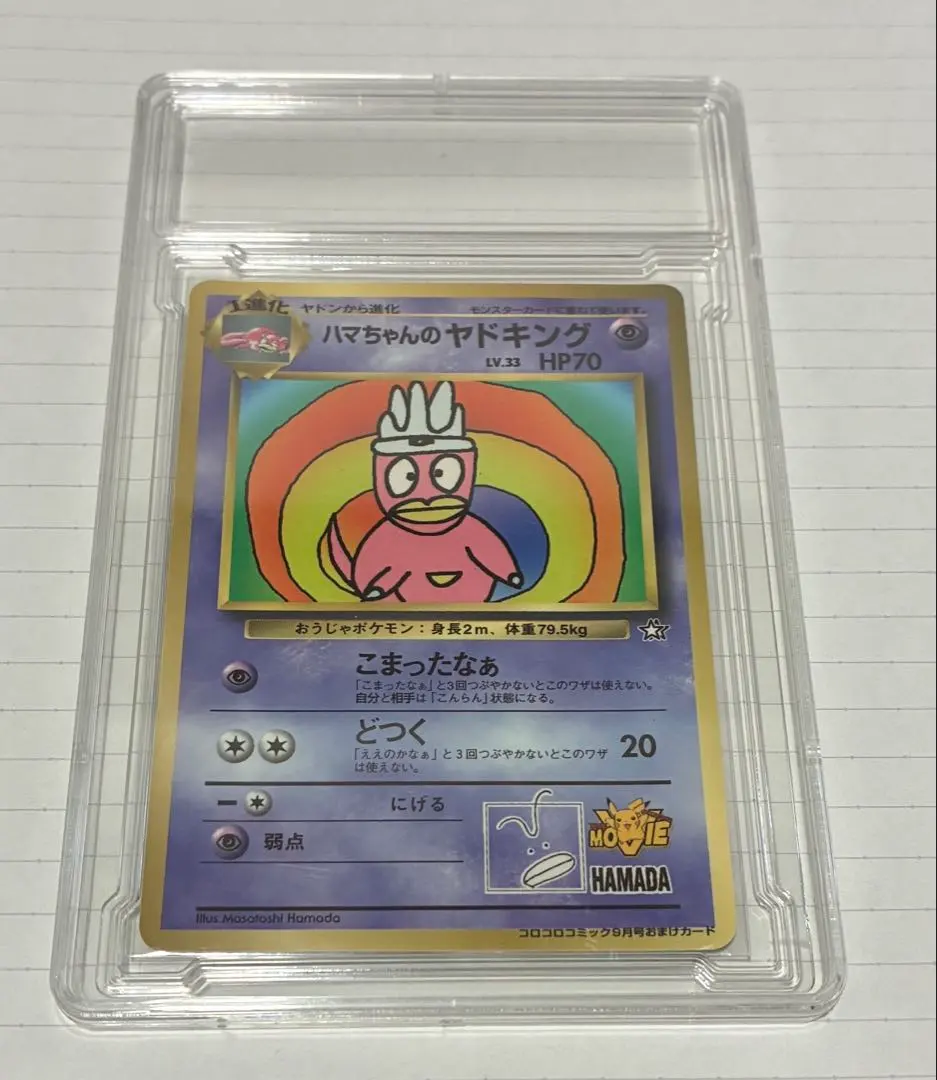 1進化
ヤドンから進化
モンスターカードに重ねて使います。
ハマちゃんのヤドキング
LV.33 HP70
おうじゃポケモン：身長2m、体重79.5kg
こまったなぁ
「こまったなぁ」と3回つぶやかないとこのワザは使えない。
自分と相手は「こんらん」状態になる。
どつく
「ええのかなぁ」と3回つぶやかないとこのワザ
は使えない。
20
にげる
弱点
MOVIE
HAMADA
Illus. Masatoshi Hamada
コロコロコミック9月号おまけカード